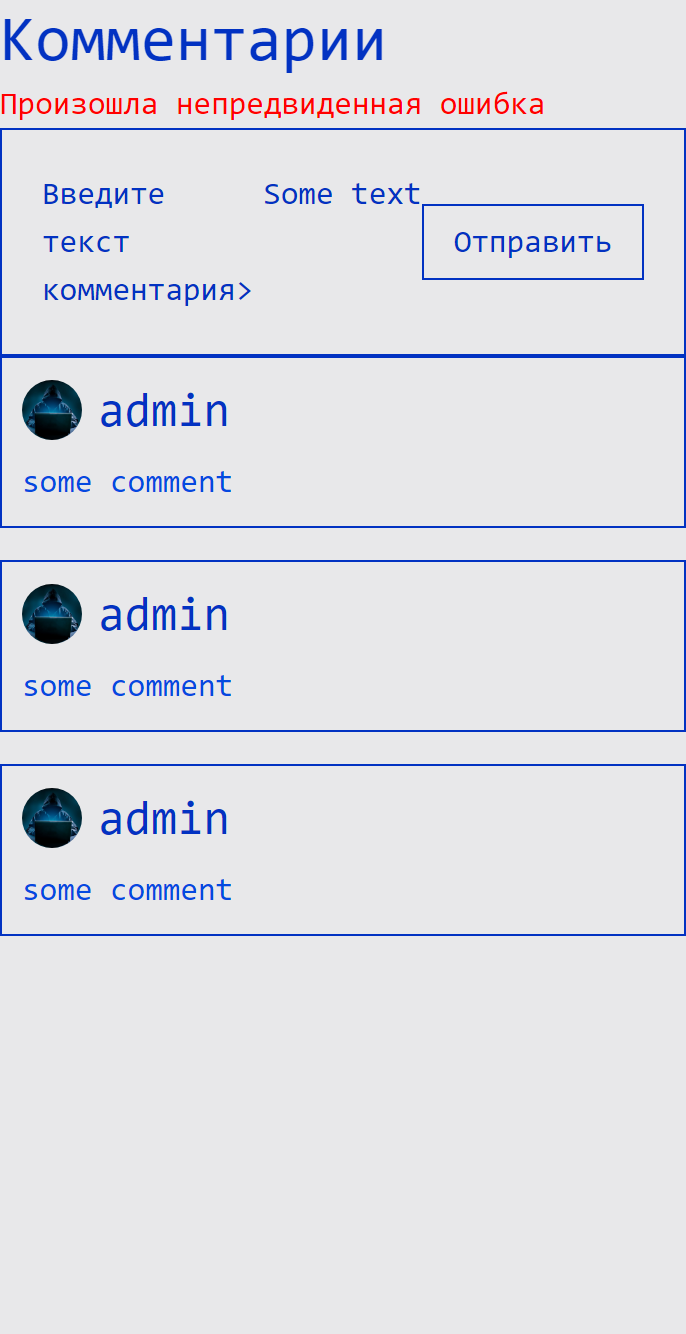 Комментарии
Произошла непредвиденная ошибка
Введите
текст
комментария>
Some text
Отправить
admin
some comment
admin
some comment
admin
some comment